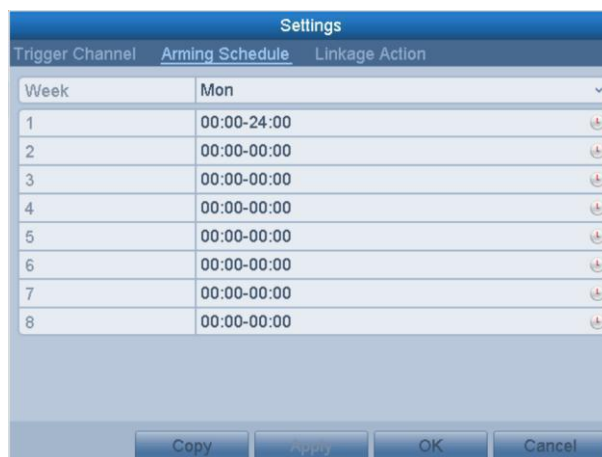 Settings
Trigger Channel Arming Schedule Linkage Action
Week Mon
1 00:00-24:00
2 00:00-00:00
3 00:00-00:00
4 00:00-00:00
5 00:00-00:00
6 00:00-00:00
7 00:00-00:00
8 00:00-00:00
Copy Apply OK Cancel